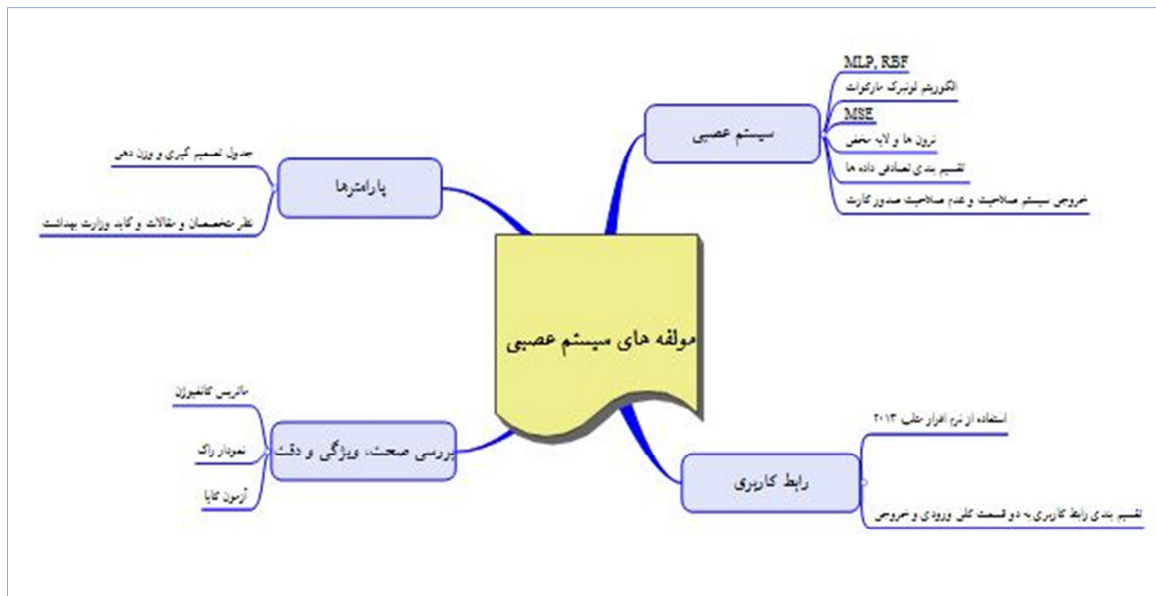 مولفه های سیستم عصبی
سیستم عصبی
MLP, RBF
الگوریتم لونبرگ مارکوات
MSE
نرون ها و لایه مخفی
تقسیم بندی تصادفی داده ها
خروجی سیستم صلاحیت و عدم صلاحیت صدور کارت
پارامترها
جدول تصمیم گیری و وزن دهی
نظر متخصصان و مقالات و گاید وزارت بهداشت
بررسی صحت، ویژگی و دقت
ماتریس کانفیوژن
نمودار راک
آزمون کاپا
رابط کاربری
استفاده از نرم افزار متلب ۲۰۱۳
تقسیم بندی رابط کاربری به دو قسمت کلی ورودی و خروجی